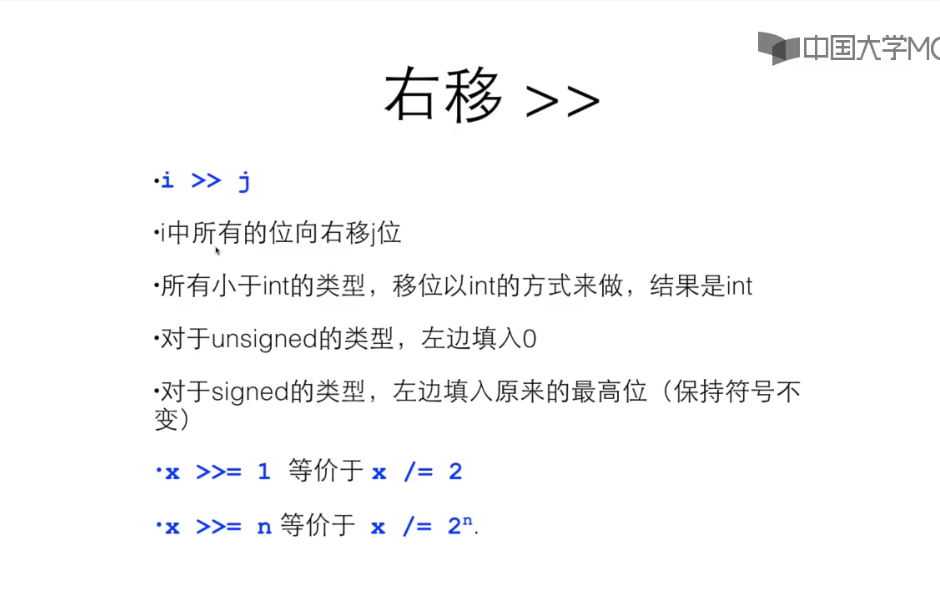 中国大学MO
右移 >>
•i >> j
•i中所有的位向右移j位
•所有小于int的类型，移位以int的方式来做，结果是int
•对于unsigned的类型，左边填入0
•对于signed的类型，左边填入原来的最高位（保持符号不
变）
•x >>= 1 等价于 x /= 2
•x >>= n 等价于 x /= 2ⁿ.